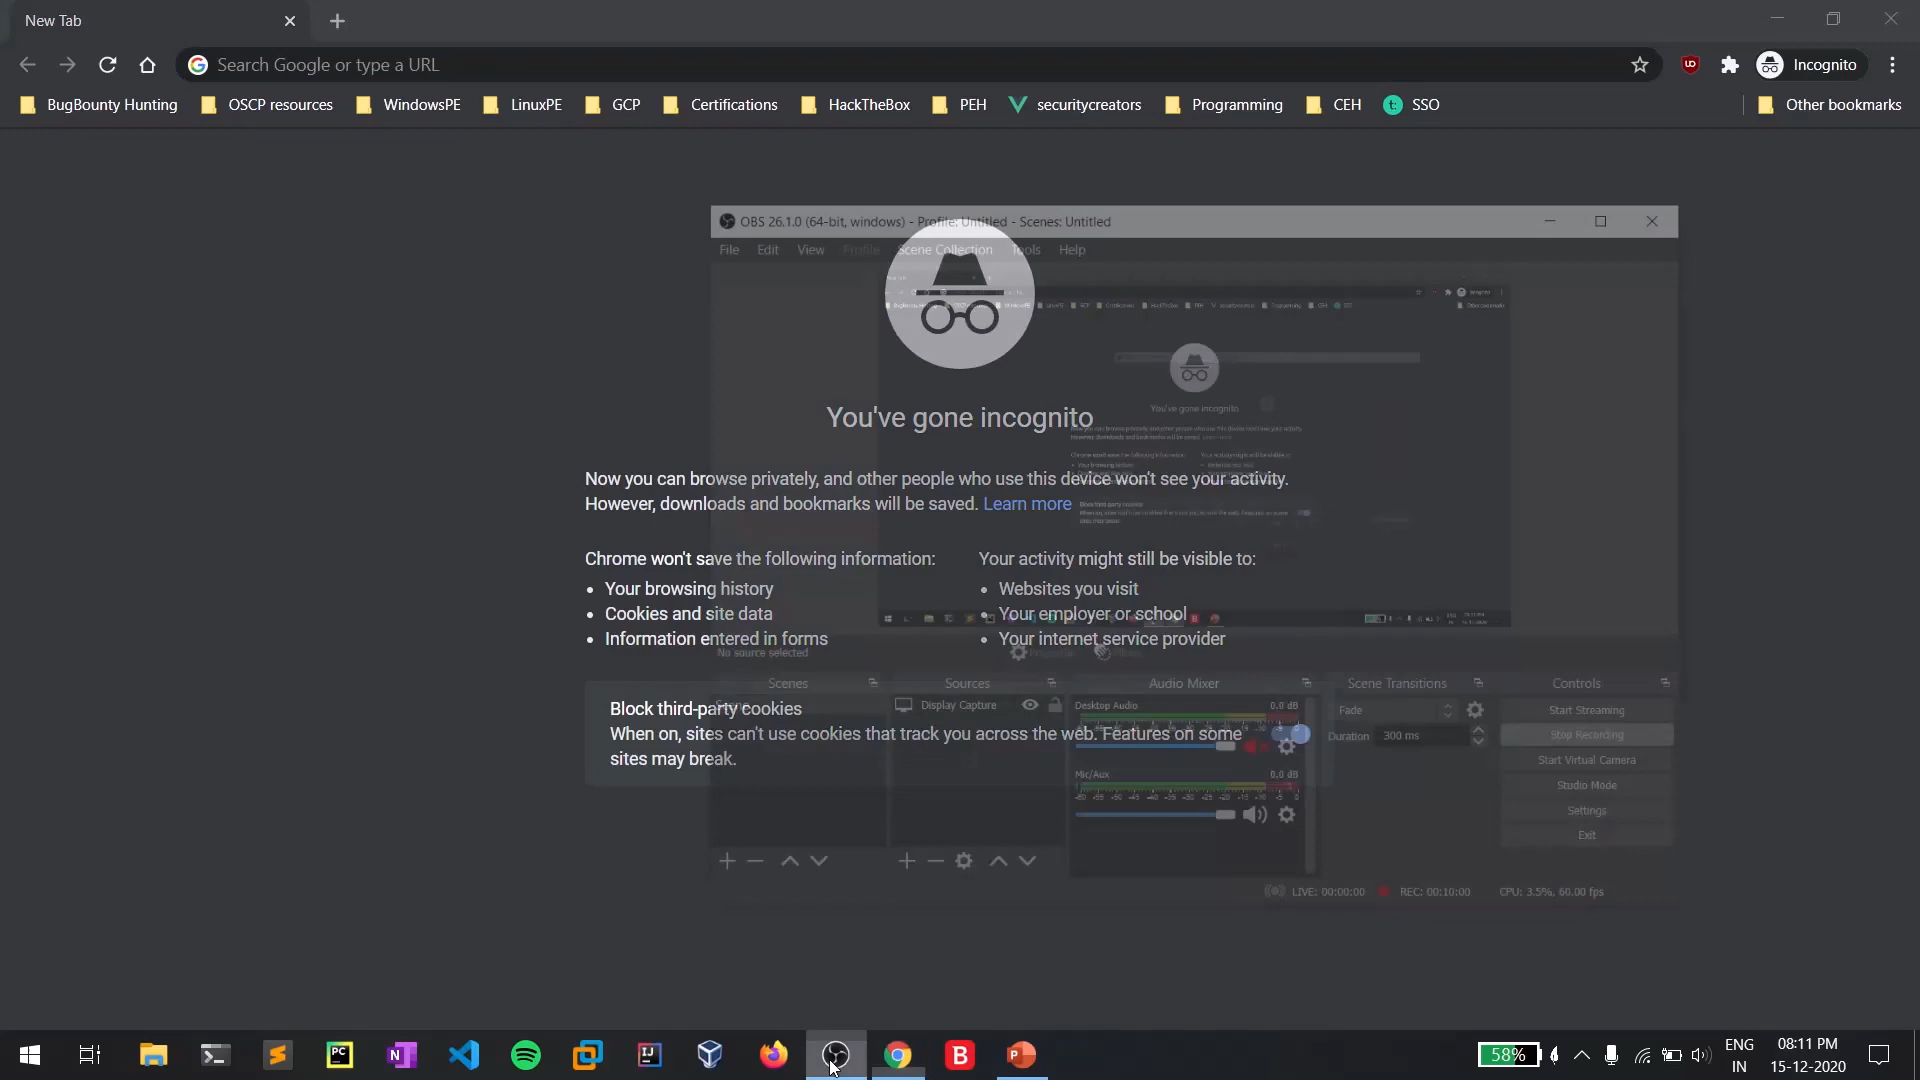 New Tab
Search Google or type a URL
Incognito
BugBounty Hunting
OSCP resources
WindowsPE
LinuxPE
GCP
Certifications
HackTheBox
PEH
securitycreators
Programming
CEH
SSO
Other bookmarks
OBS 26.1.0 (64-bit, windows) - Profile: Untitled - Scenes: Untitled
File Edit View Profile Scene Collection Tools Help
You've gone incognito
Now you can browse privately, and other people who use this device won't see your activity.
However, downloads and bookmarks will be saved. Learn more
Chrome won't save the following information:
Your browsing history
Cookies and site data
Information entered in forms
Your activity might still be visible to:
Websites you visit
Your employer or school
Your internet service provider
No source selected
Scenes
Sources
Audio Mixer
Scene Transitions
Controls
Block third-party cookies
When on, sites can't use cookies that track you across the web. Features on some
sites may break.
Display Capture
Desktop Audio 0.0 dB
Mic/Aux 0.0 dB
Fade
Duration 300 ms
Start Streaming
Stop Recording
Start Virtual Camera
Studio Mode
Settings
Exit
LIVE: 00:00:00
REC: 00:10:00
CPU: 3.5%, 60.00 fps
58%
ENG
IN
08:11 PM
15-12-2020